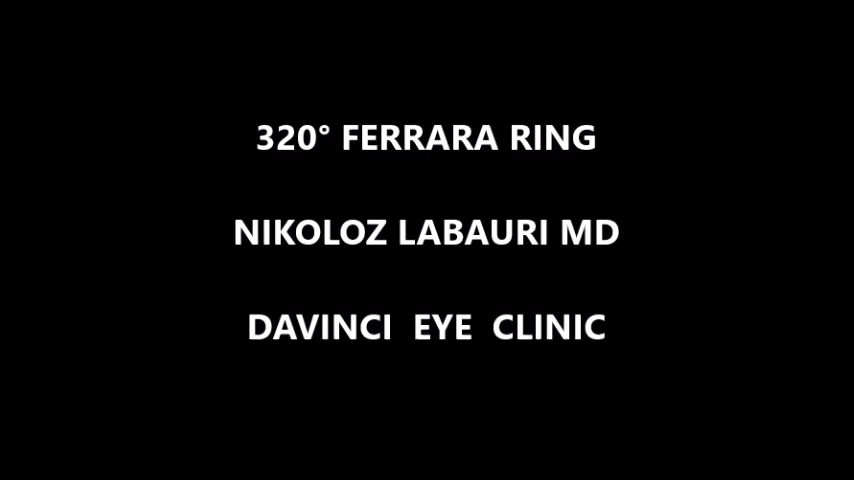 320° FERRARA RING
NIKOLOZ LABAURI MD
DAVINCI EYE CLINIC